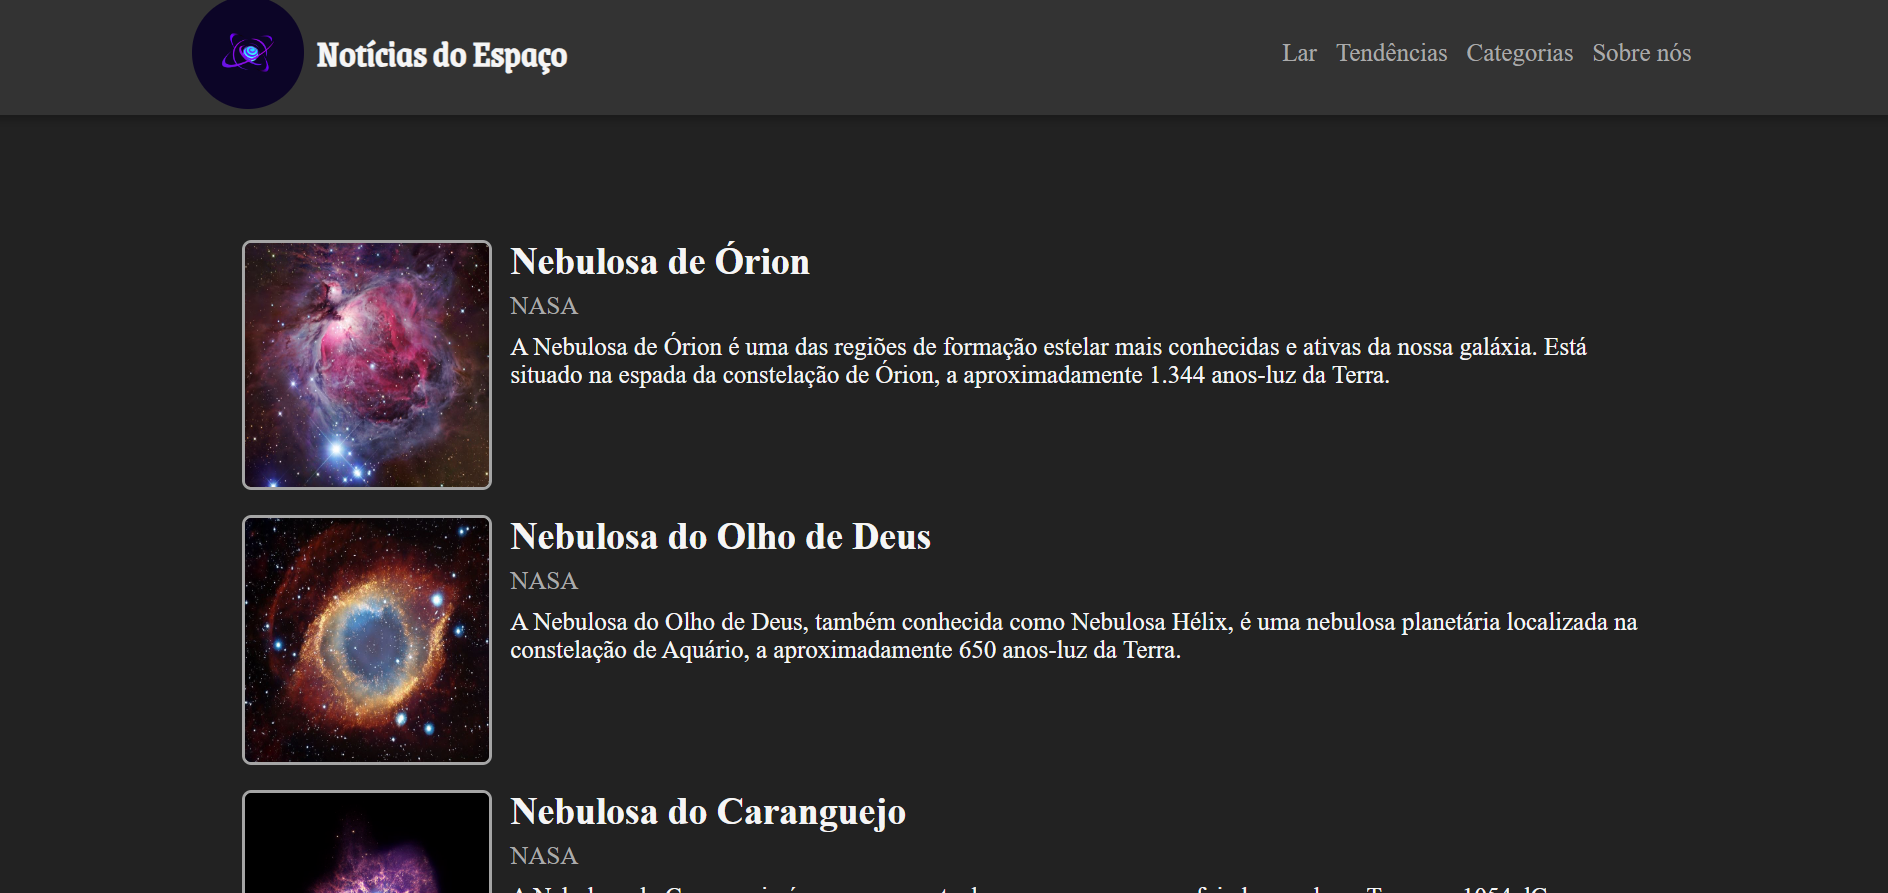 Notícias do Espaço
Lar Tendências Categorias Sobre nós
Nebulosa de Órion
NASA
A Nebulosa de Órion é uma das regiões de formação estelar mais conhecidas e ativas da nossa galáxia. Está
situado na espada da constelação de Órion, a aproximadamente 1.344 anos-luz da Terra.
Nebulosa do Olho de Deus
NASA
A Nebulosa do Olho de Deus, também conhecida como Nebulosa Hélix, é uma nebulosa planetária localizada na
constelação de Aquário, a aproximadamente 650 anos-luz da Terra.
Nebulosa do Caranguejo
NASA